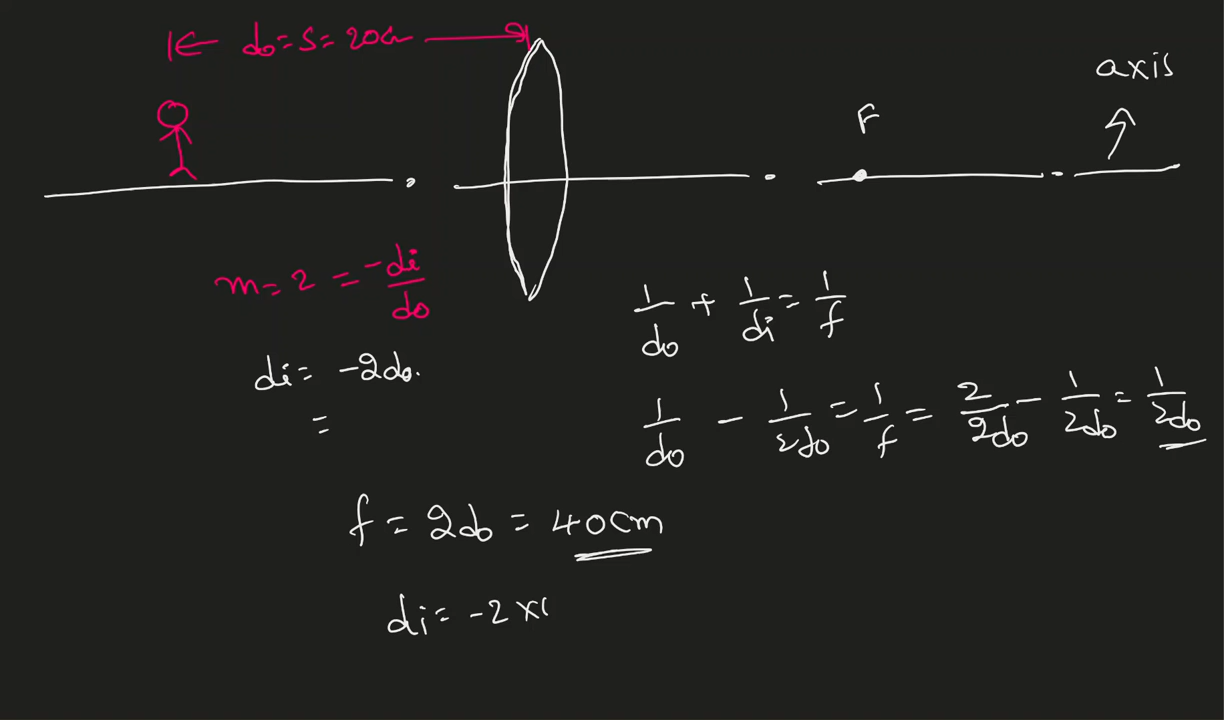 do = s = 20cm
axis
F
m = 2 = -di/do
1/do + 1/di = 1/f
di = -2do.
=
1/do - 1/2do = 1/f = 2/2do - 1/2do = 1/2do
f = 2do = 40cm
di = -2 x